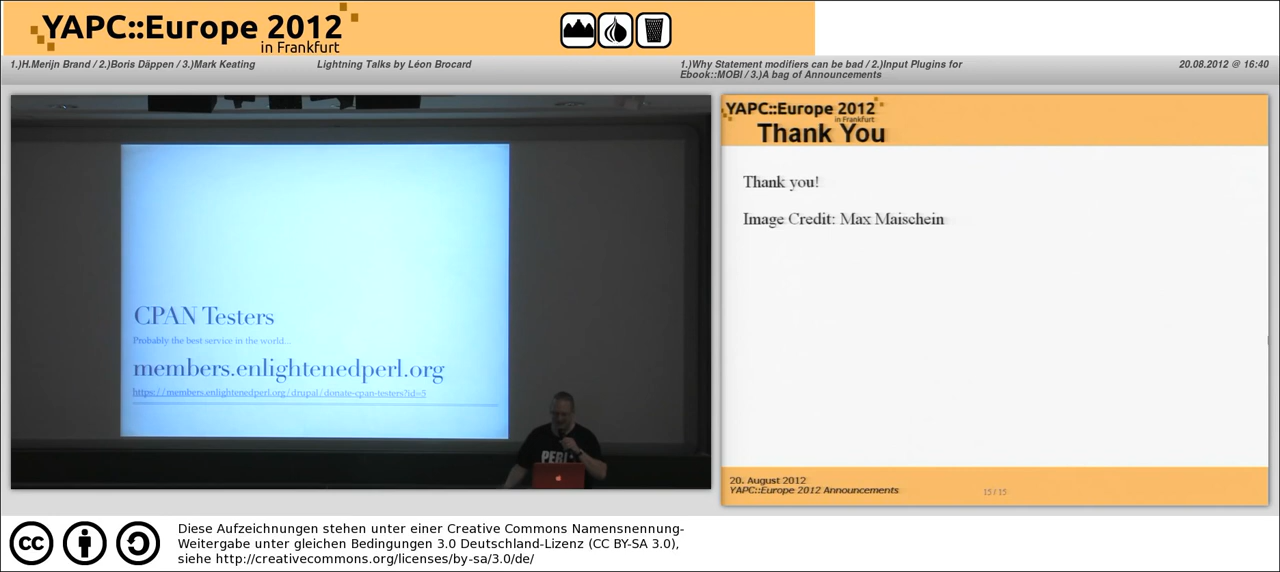 YAPC::Europe 2012
in Frankfurt
1.)H.Merijn Brand / 2.)Boris Däppen / 3.)Mark Keating
Lightning Talks by Léon Brocard
1.)Why Statement modifiers can be bad / 2.)Input Plugins for
Ebook::MOBI / 3.)A bag of Announcements
20.08.2012 @ 16:40
CPAN Testers
Probably the best service in the world...
members.enlightenedperl.org
https://members.enlightenedperl.org/drupal/donate-cpan-testers?id=5
YAPC::Europe 2012
in Frankfurt
Thank You
Thank you!
Image Credit: Max Maischein
20. August 2012
YAPC::Europe 2012 Announcements
15/15
cc
Diese Aufzeichnungen stehen unter einer Creative Commons Namensnennung-
Weitergabe unter gleichen Bedingungen 3.0 Deutschland-Lizenz (CC BY-SA 3.0),
siehe http://creativecommons.org/licenses/by-sa/3.0/de/